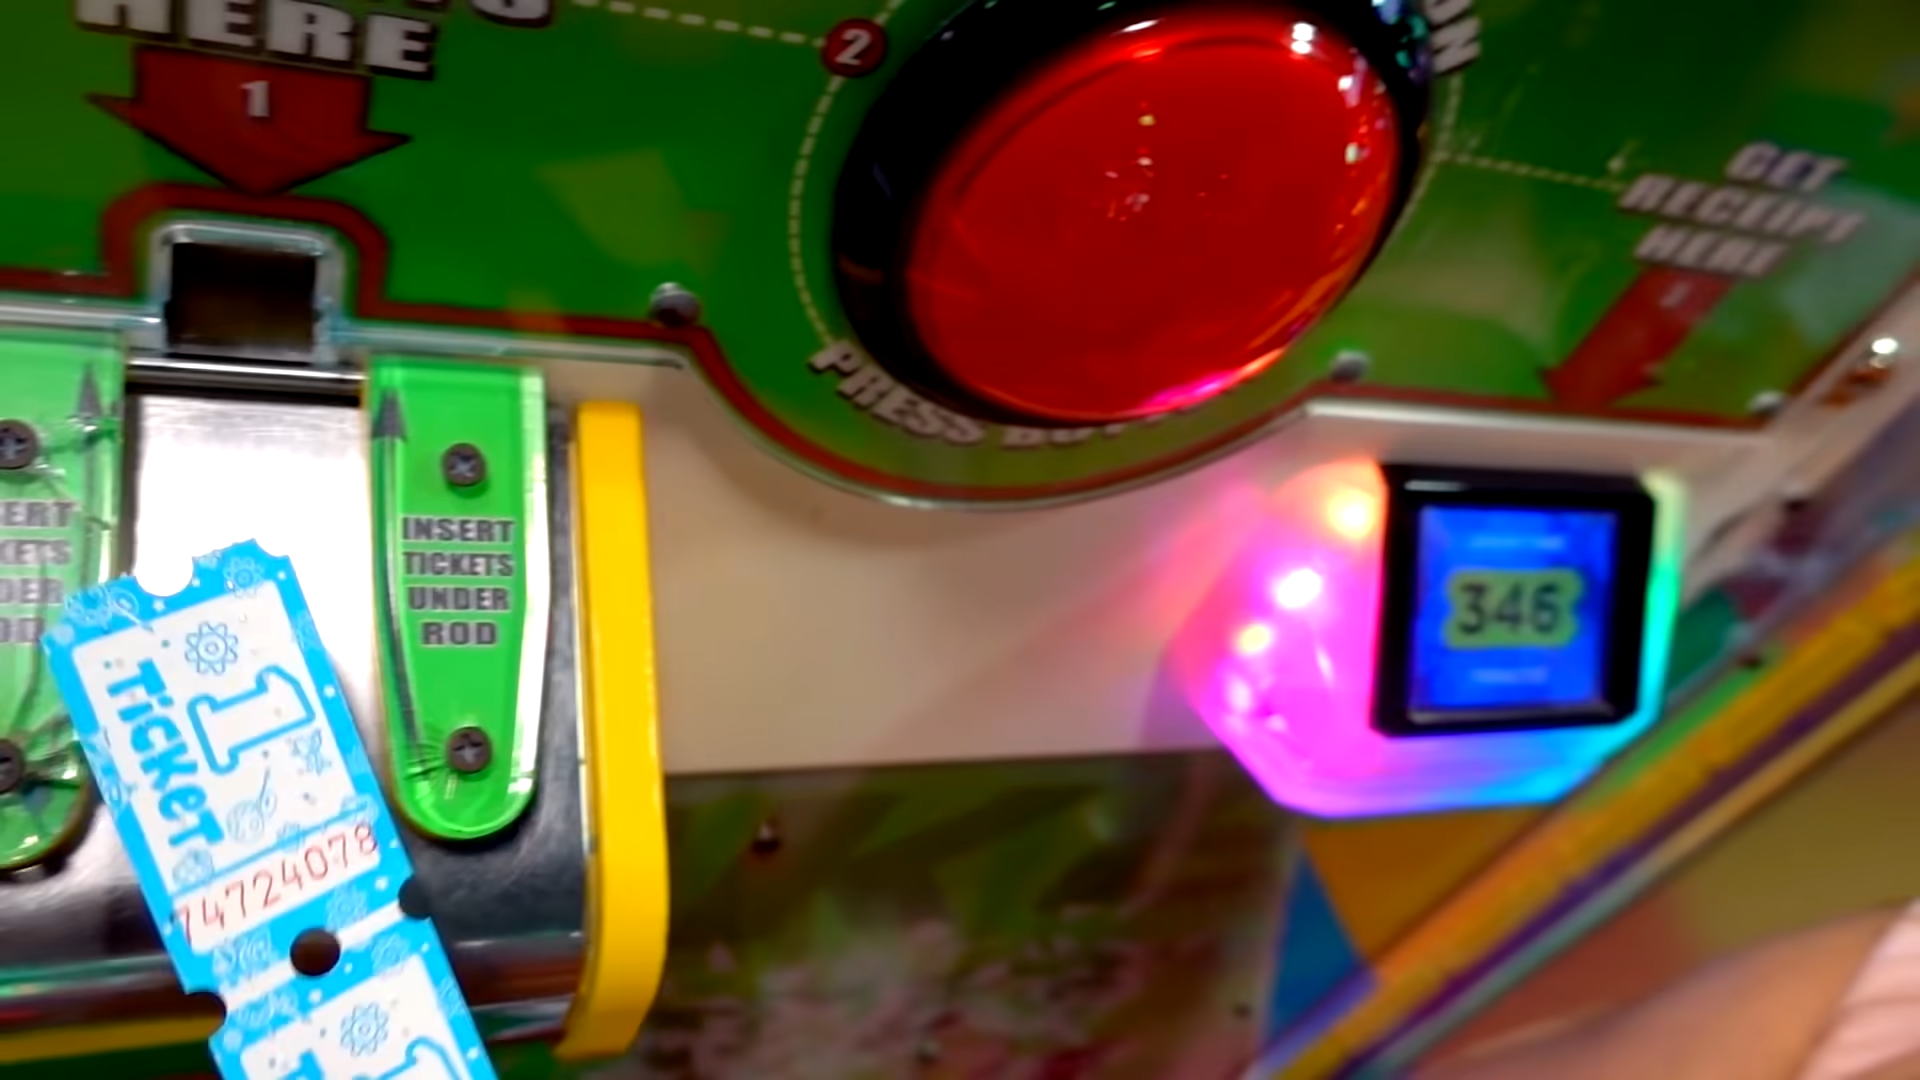 HERE
1
2
PRESS
GET
RECEIPT
HERE
INSERT
TICKETS
UNDER
ROD
346
1
Ticket
74724078